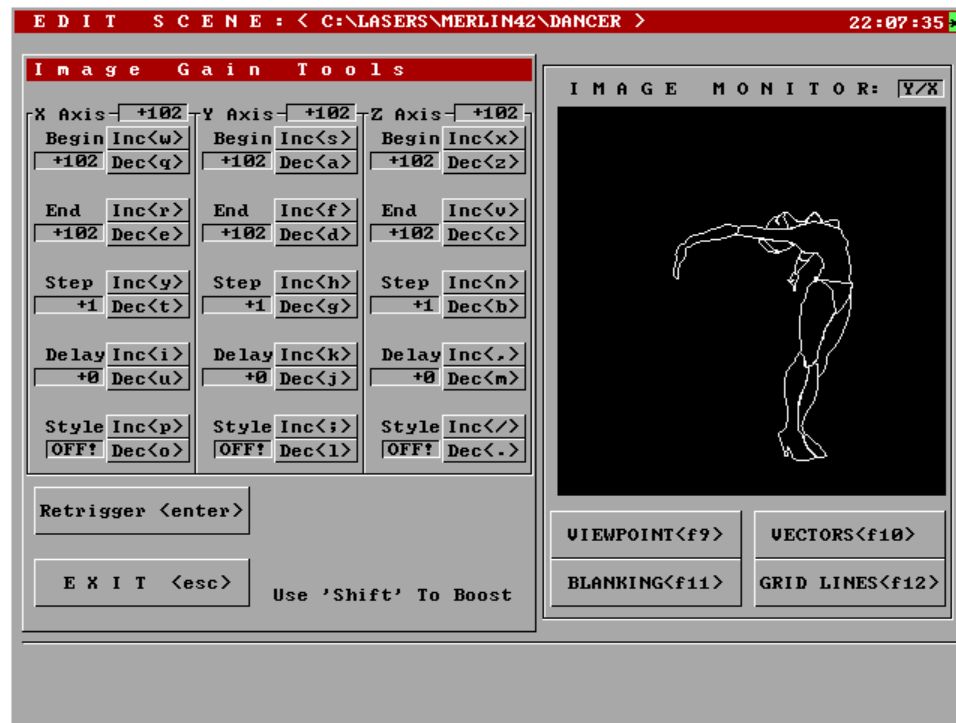 E D I T   S C E N E : < C:\LASERS\MERLIN42\DANCER >   22:07:35
I m a g e   G a i n   T o o l s
X Axis +102 Y Axis +102 Z Axis +102
Begin Inc<w> Begin Inc<s> Begin Inc<x>
+102 Dec<q> +102 Dec<a> +102 Dec<z>
End Inc<r> End Inc<f> End Inc<v>
+102 Dec<e> +102 Dec<d> +102 Dec<c>
Step Inc<y> Step Inc<h> Step Inc<n>
+1 Dec<t> +1 Dec<g> +1 Dec<b>
Delay Inc<i> Delay Inc<k> Delay Inc<,>
+0 Dec<u> +0 Dec<j> +0 Dec<m>
Style Inc<p> Style Inc<;> Style Inc</>
OFF! Dec<o> OFF! Dec<l> OFF! Dec<.>
Retrigger <enter>
E X I T <esc>
Use 'Shift' To Boost
I M A G E   M O N I T O R: Y/X
VIEWPOINT<f9> VECTORS<f10>
BLANKING<f11> GRID LINES<f12>